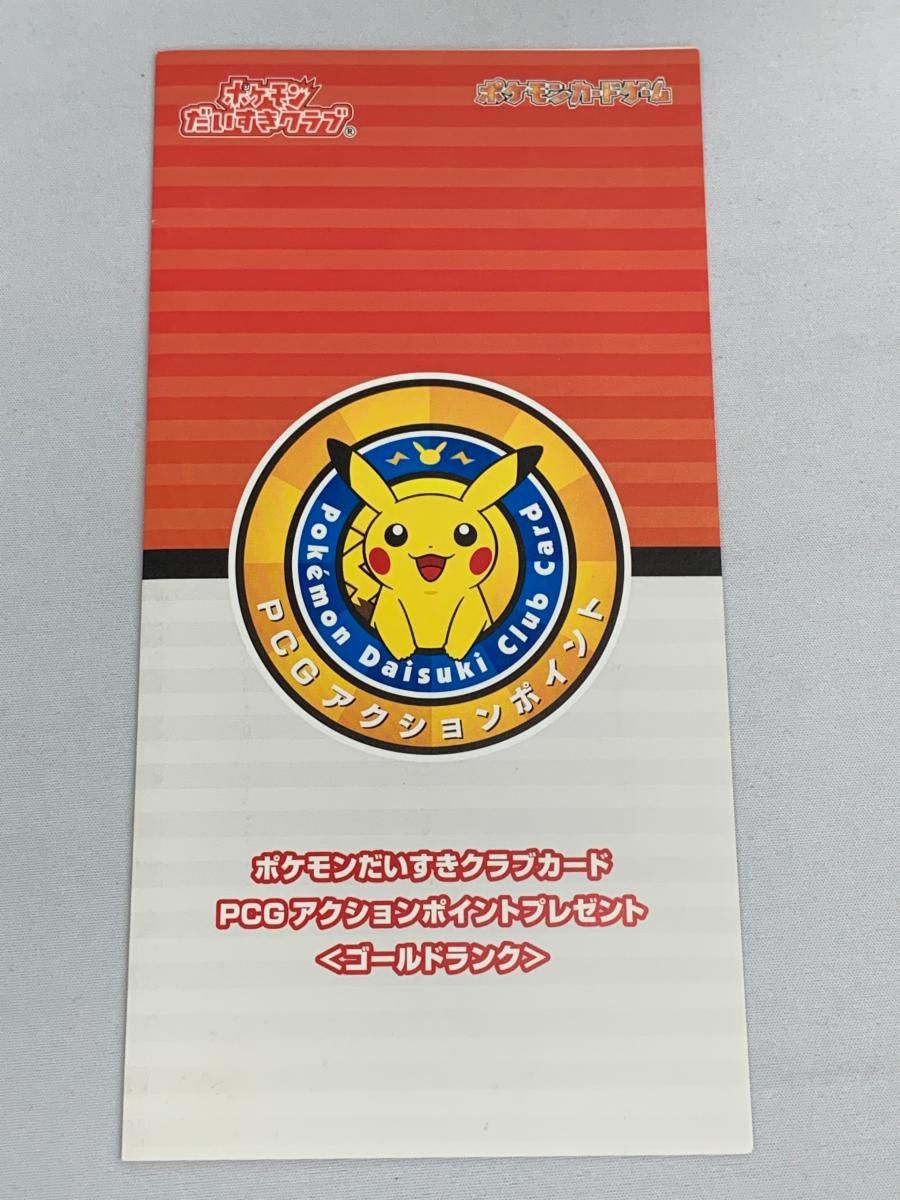 ポケモン
だいすきクラブ®
ポケモンカードゲーム
Pokémon Daisuki Club Card
PCGアクションポイント
ポケモンだいすきクラブカード
PCGアクションポイントプレゼント
<ゴールドランク>